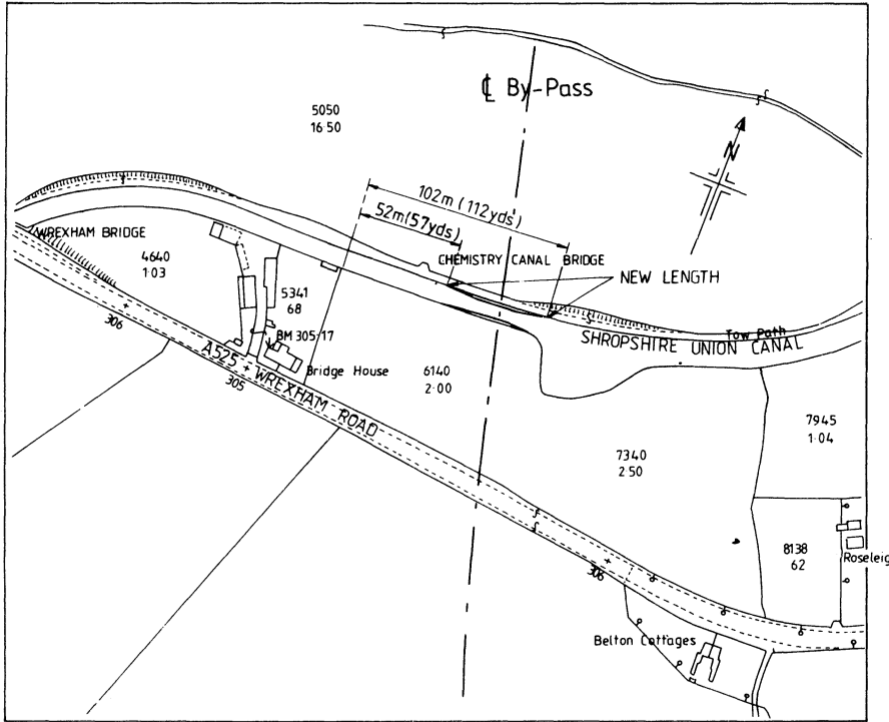 ℄ By-Pass
5050
16·50
N
102m (112yds)
52m(57yds)
WREXHAM BRIDGE
CHEMISTRY CANAL BRIDGE
NEW LENGTH
4640
1·03
5341
68
Tow Path
SHROPSHIRE UNION CANAL
306
BM 305·17
A525
WREXHAM ROAD
305
Bridge House
6140
2·00
7945
1·04
7340
2·50
8138
62
Roseleig
306
Belton Cottages